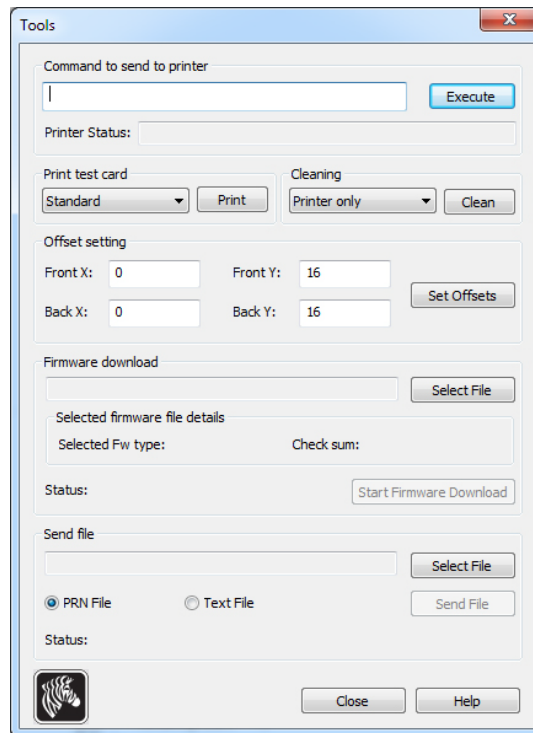 Tools
Command to send to printer
Execute
Printer Status:
Print test card
Cleaning
Standard Print Printer only Clean
Offset setting
Front X: 0 Front Y: 16
Set Offsets
Back X: 0 Back Y: 16
Firmware download
Select File
Selected firmware file details
Selected Fw type: Check sum:
Status: Start Firmware Download
Send file
Select File
PRN File Text File Send File
Status:
Close Help